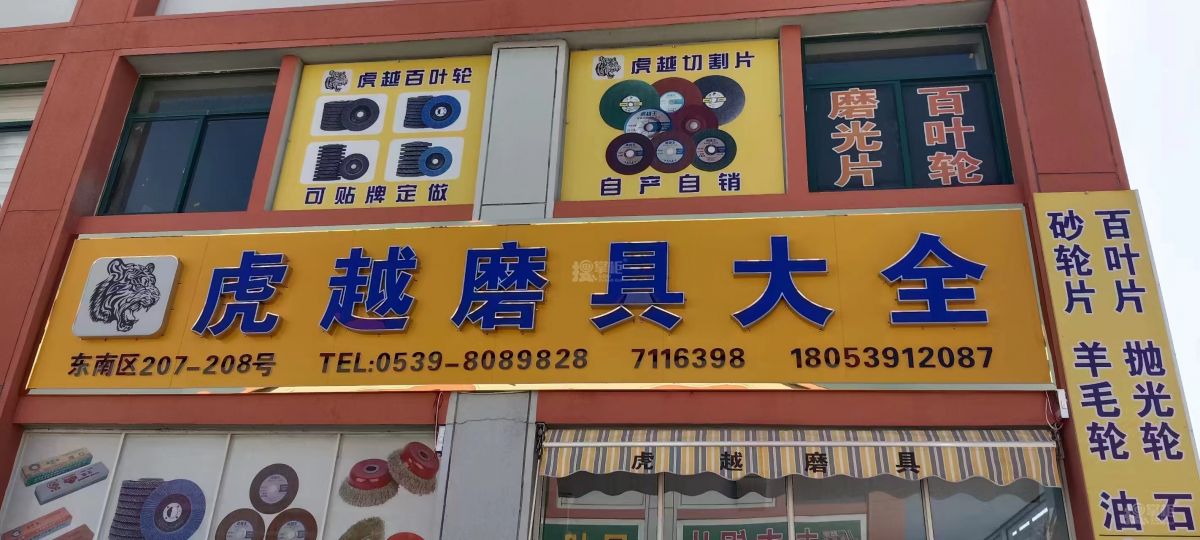 虎越百叶轮
可贴牌定做
虎越切割片
自产自销
磨光片
百叶轮
虎越磨具大全
东南区207-208号 TEL:0539-8089828 7116398 18053912087
百叶片 抛光轮 石
砂轮片 羊毛轮 油
虎越磨具